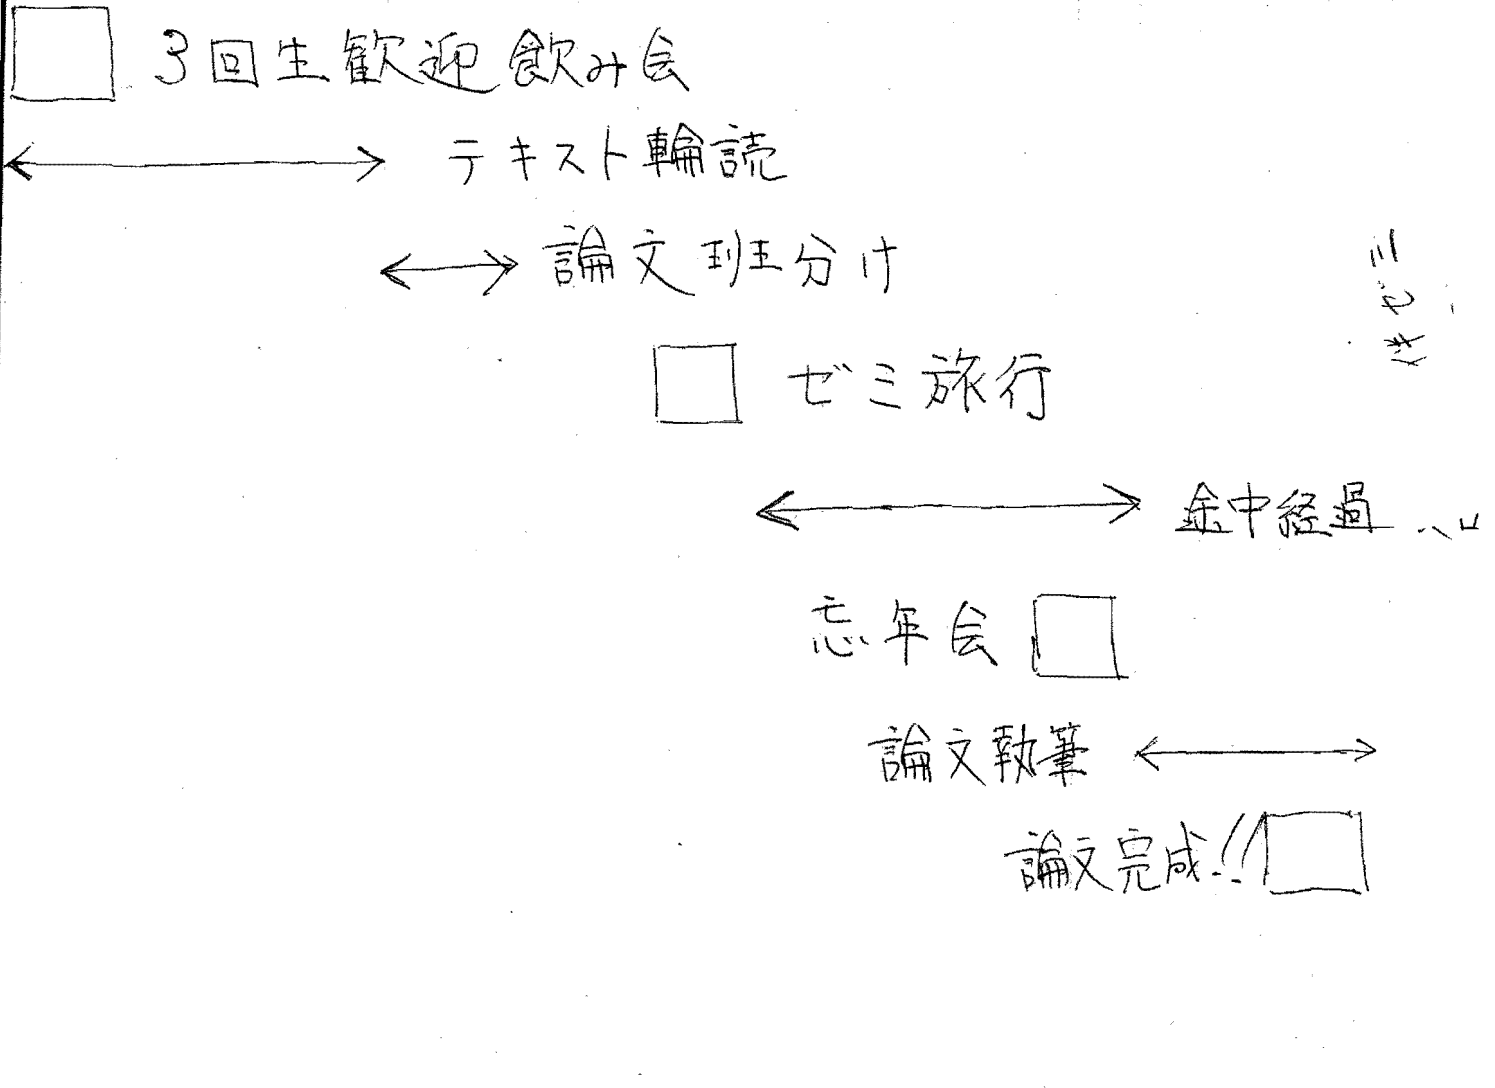 3回生歓迎飲み会
テキスト輪読
論文班分け
ゼミ旅行
中経過
忘年会
論文執筆
論文完成!!